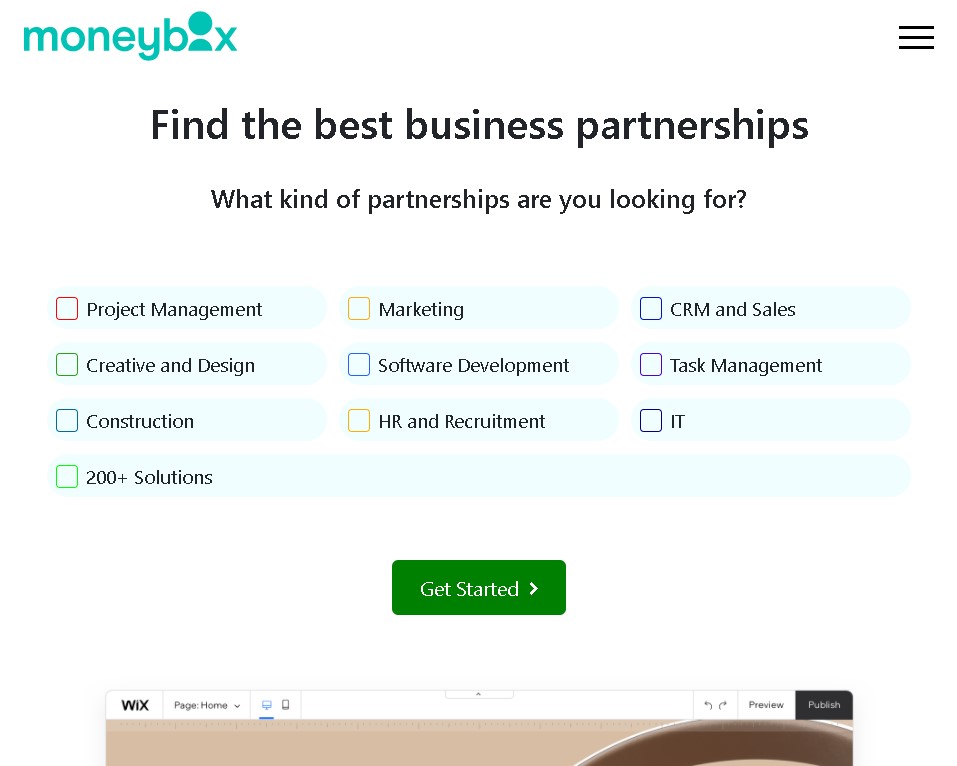 moneybox
Find the best business partnerships
What kind of partnerships are you looking for?
Project Management
Marketing
CRM and Sales
Creative and Design
Software Development
Task Management
Construction
HR and Recruitment
IT
200+ Solutions
Get Started
WiX Page: Home Preview Publish